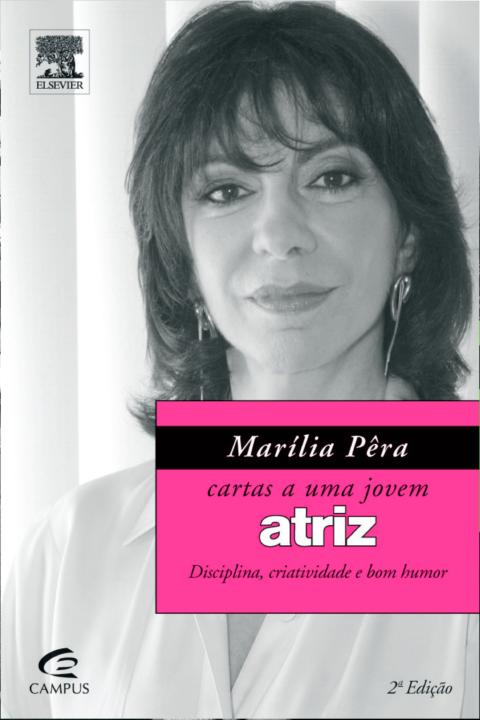 ELSEVIER
Marília Pêra
cartas a uma jovem
atriz
Disciplina, criatividade e bom humor
CAMPUS
2ª Edição